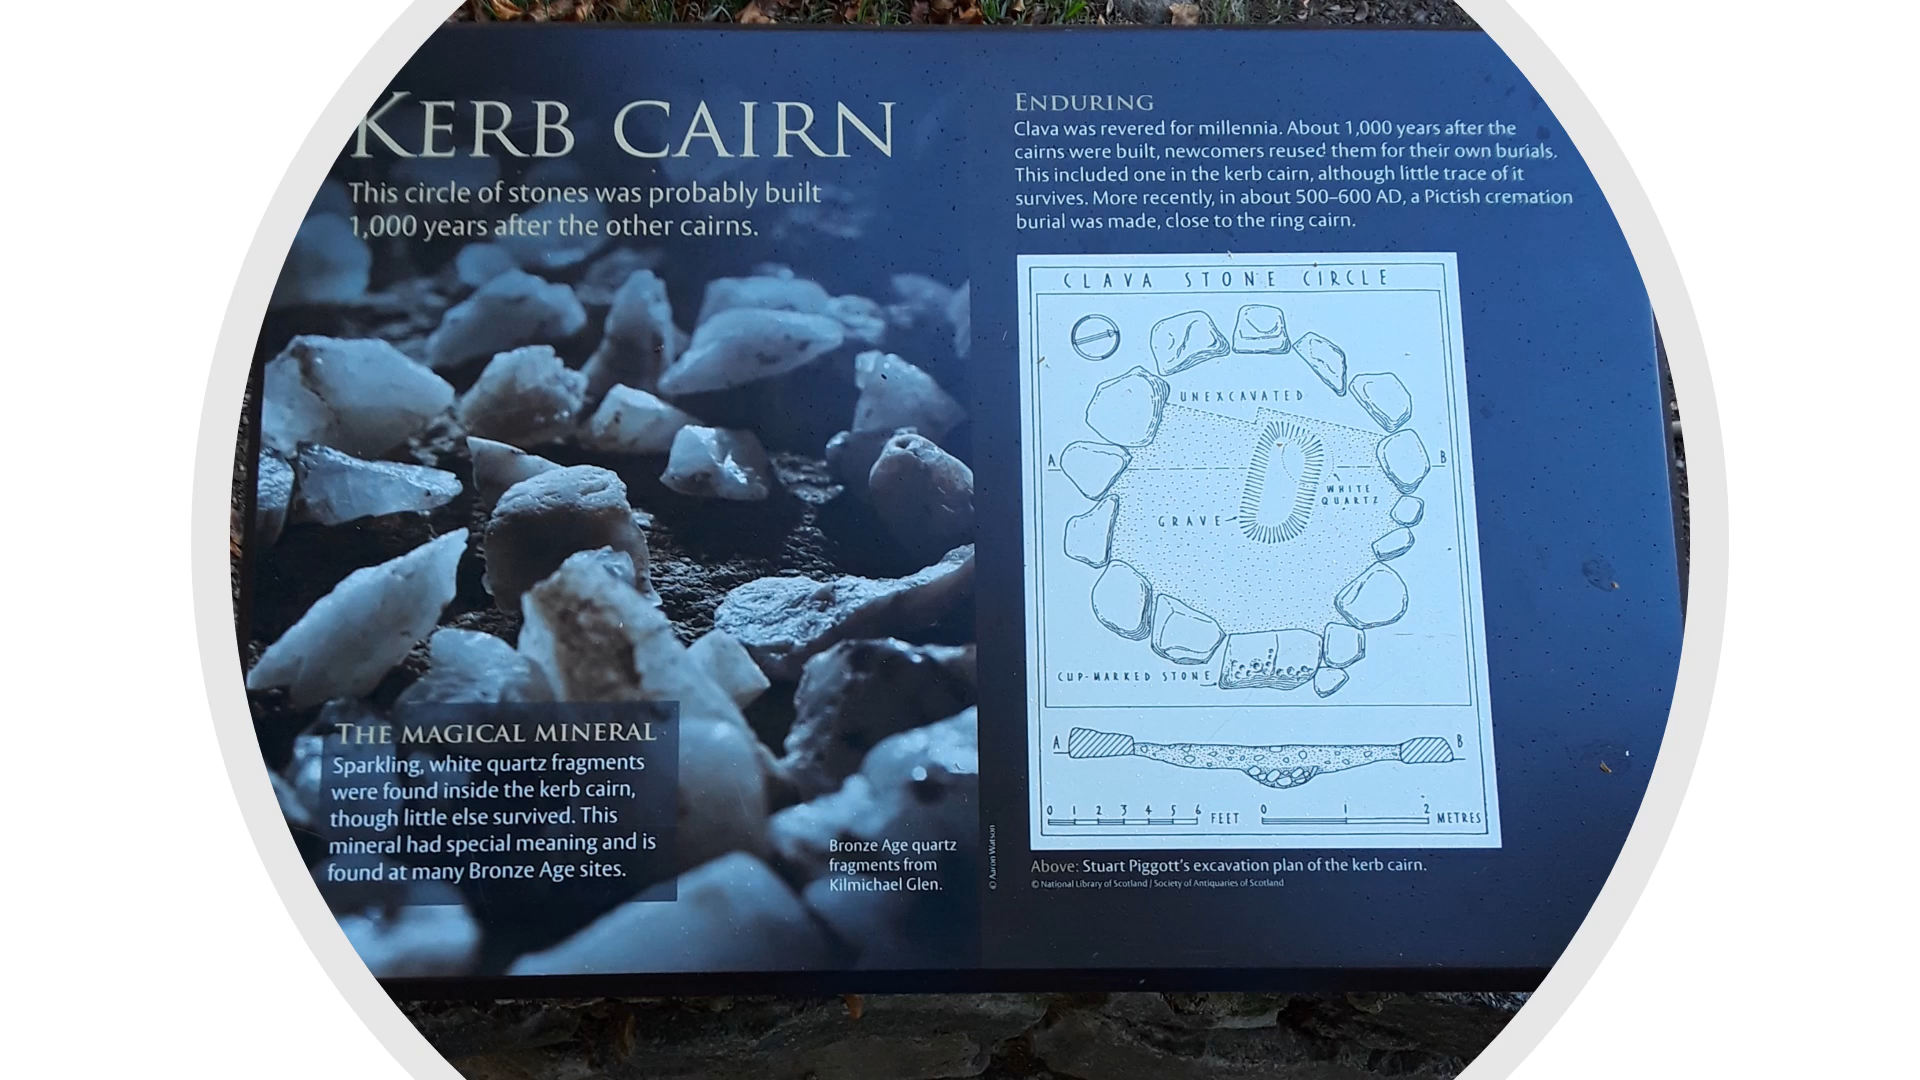 KERB CAIRN
This circle of stones was probably built
1,000 years after the other cairns.
THE MAGICAL MINERAL
Sparkling, white quartz fragments
were found inside the kerb cairn,
though little else survived. This
mineral had special meaning and is
found at many Bronze Age sites.
Bronze Age quartz
fragments from
Kilmichael Glen.
© Aaron Watson
ENDURING
Clava was revered for millennia. About 1,000 years after the
cairns were built, newcomers reused them for their own burials.
This included one in the kerb cairn, although little trace of it
survives. More recently, in about 500–600 AD, a Pictish cremation
burial was made, close to the ring cairn.
CLAVA STONE CIRCLE
UNEXCAVATED
A B
WHITE
QUARTZ
GRAVE
CUP-MARKED STONE
A B
0 1 2 3 4 5 6 FEET 0 1 2 METRES
Above: Stuart Piggott's excavation plan of the kerb cairn.
© National Library of Scotland / Society of Antiquaries of Scotland